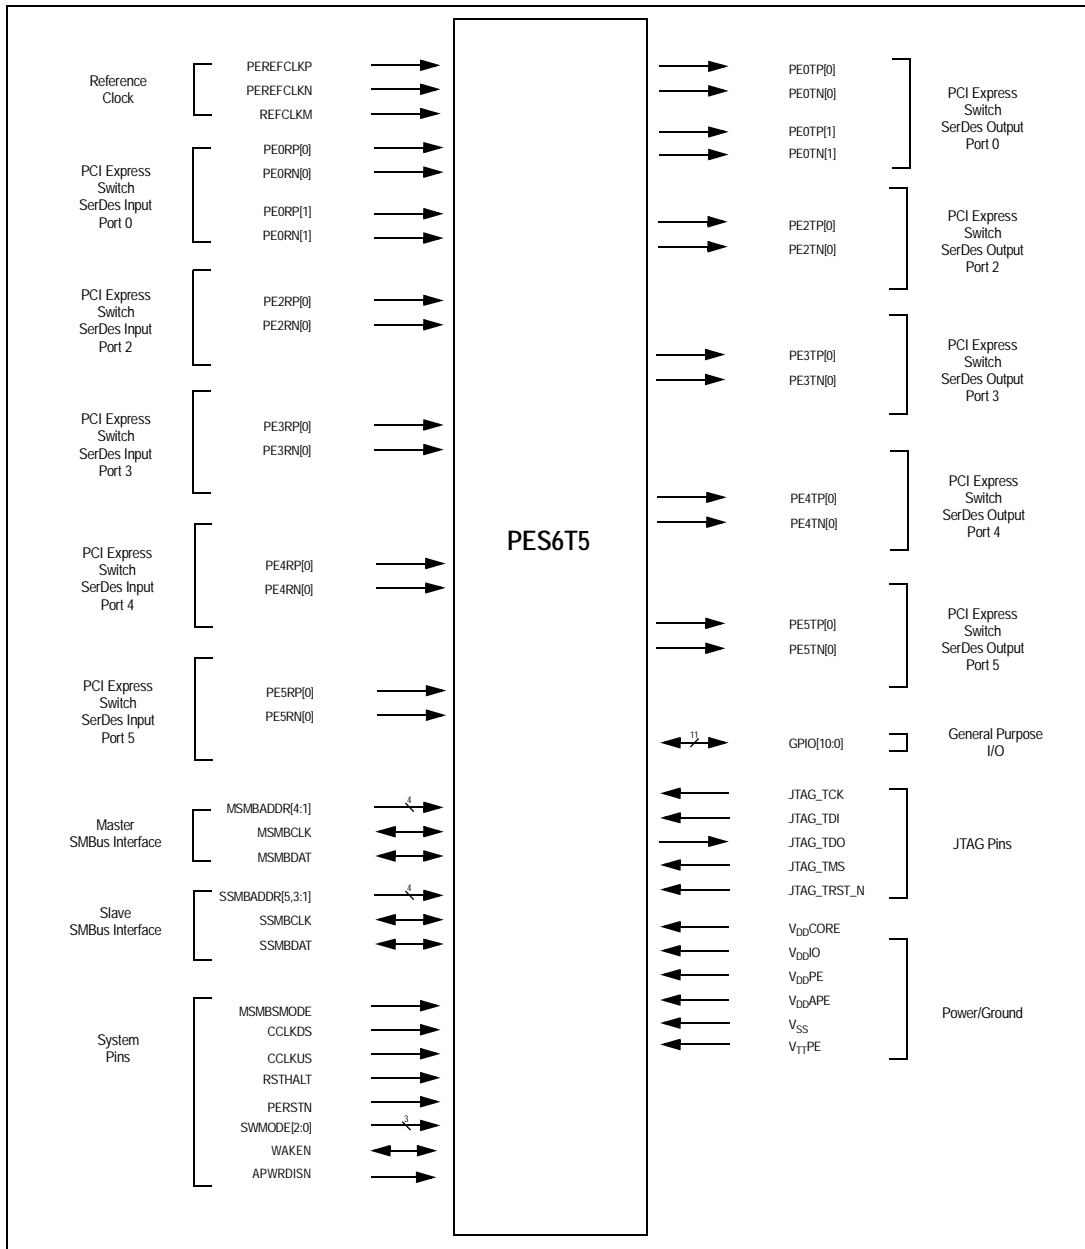 Reference
Clock
PEREFCLKP
PEREFCLKN
REFCLKM
PCI Express
Switch
SerDes Input
Port 0
PE0RP[0]
PE0RN[0]
PE0RP[1]
PE0RN[1]
PCI Express
Switch
SerDes Input
Port 2
PE2RP[0]
PE2RN[0]
PCI Express
Switch
SerDes Input
Port 3
PE3RP[0]
PE3RN[0]
PCI Express
Switch
SerDes Input
Port 4
PE4RP[0]
PE4RN[0]
PCI Express
Switch
SerDes Input
Port 5
PE5RP[0]
PE5RN[0]
Master
SMBus Interface
MSMBADDR[4:1]
4
MSMBCLK
MSMBDAT
Slave
SMBus Interface
SSMBADDR[5,3:1]
4
SSMBCLK
SSMBDAT
System
Pins
MSMBSMODE
CCLKDS
CCLKUS
RSTHALT
PERSTN
SWMODE[2:0]
3
WAKEN
APWRDISN
PES6T5
PE0TP[0]
PE0TN[0]
PE0TP[1]
PE0TN[1]
PCI Express
Switch
SerDes Output
Port 0
PE2TP[0]
PE2TN[0]
PCI Express
Switch
SerDes Output
Port 2
PE3TP[0]
PE3TN[0]
PCI Express
Switch
SerDes Output
Port 3
PE4TP[0]
PE4TN[0]
PCI Express
Switch
SerDes Output
Port 4
PE5TP[0]
PE5TN[0]
PCI Express
Switch
SerDes Output
Port 5
11
GPIO[10:0]
General Purpose
I/O
JTAG_TCK
JTAG_TDI
JTAG_TDO
JTAG_TMS
JTAG_TRST_N
JTAG Pins
VDDCORE
VDDIO
VDDPE
VDDAPE
VSS
VTTPE
Power/Ground